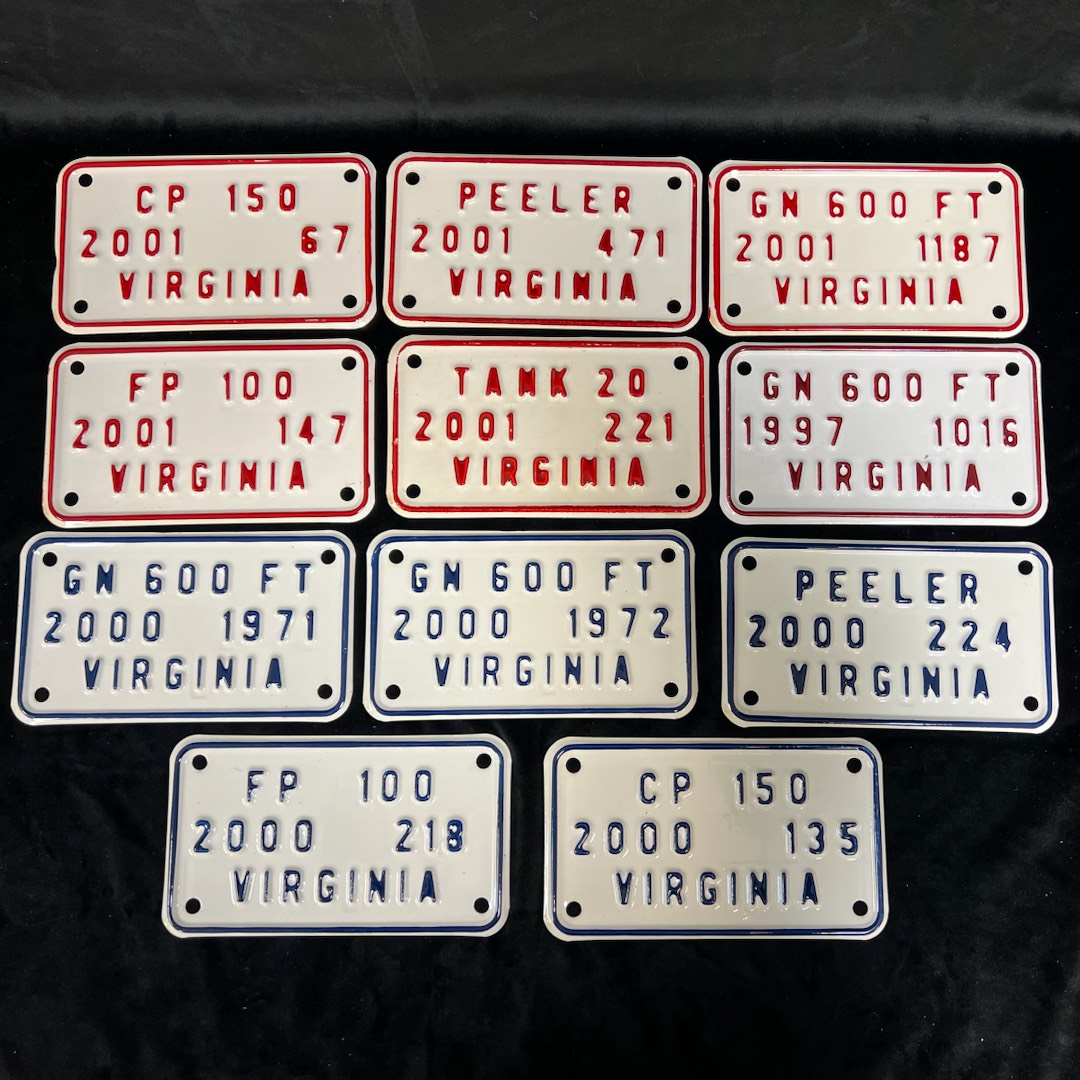 CP 150
2001 67
VIRGINIA
PEELER
2001 471
VIRGINIA
GN 600 FT
2001 1187
VIRGINIA
FP 100
2001 147
VIRGINIA
TANK 20
2001 221
VIRGINIA
GN 600 FT
1997 1016
VIRGINIA
GN 600 FT
2000 1971
VIRGINIA
GN 600 FT
2000 1972
VIRGINIA
PEELER
2000 224
VIRGINIA
FP 100
2000 218
VIRGINIA
CP 150
2000 135
VIRGINIA